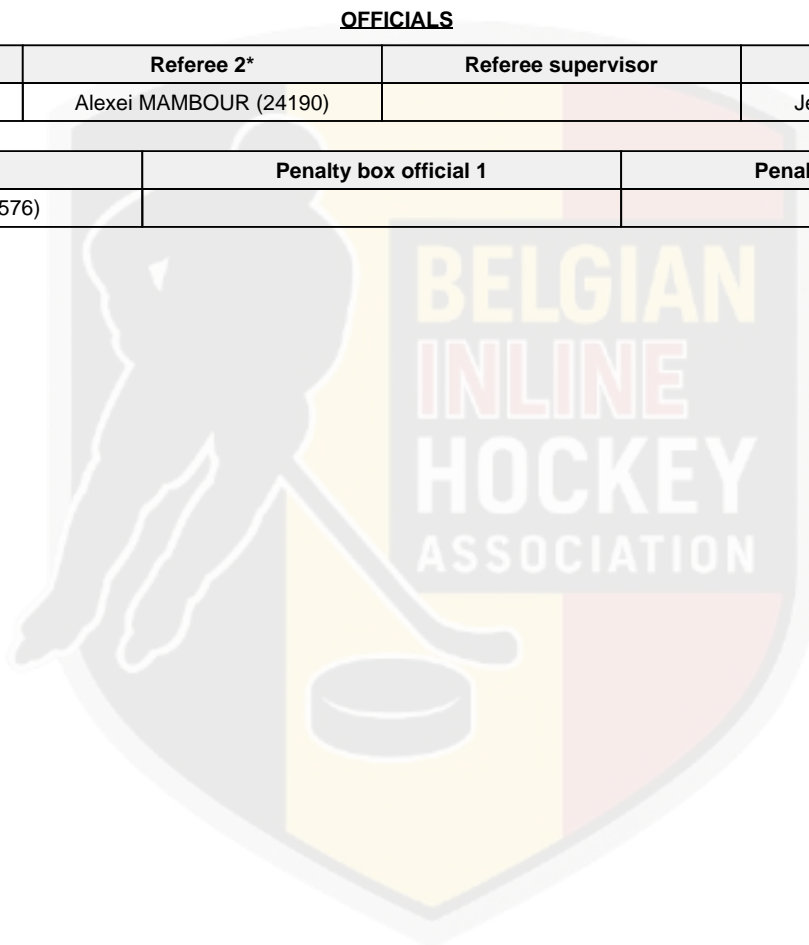 OFFICIALS
Referee 2* Referee supervisor
Alexei MAMBOUR (24190)
Penalty box official 1
576)
BELGIAN
INLINE
HOCKEY
ASSOCIATION